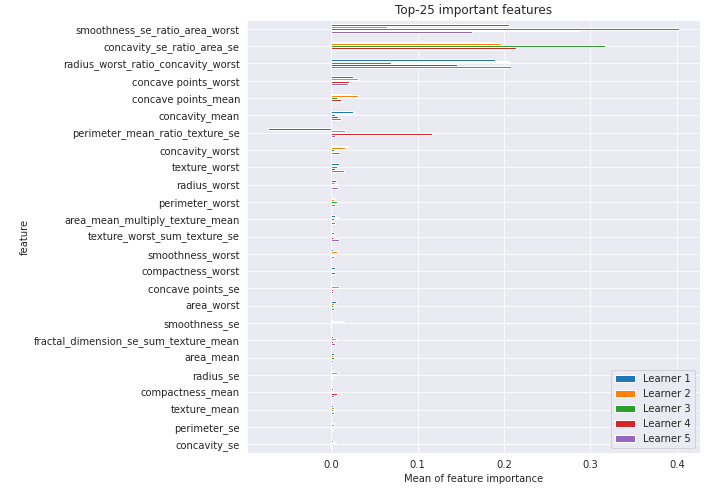 Top-25 important features
smoothness_se_ratio_area_worst
concavity_se_ratio_area_se
radius_worst_ratio_concavity_worst
concave points_worst
concave points_mean
concavity_mean
perimeter_mean_ratio_texture_se
concavity_worst
texture_worst
radius_worst
perimeter_worst
area_mean_multiply_texture_mean
texture_worst_sum_texture_se
smoothness_worst
compactness_worst
concave points_se
area_worst
smoothness_se
fractal_dimension_se_sum_texture_mean
area_mean
radius_se
compactness_mean
texture_mean
perimeter_se
concavity_se
feature
Learner 1
Learner 2
Learner 3
Learner 4
Learner 5
0.0 0.1 0.2 0.3 0.4
Mean of feature importance